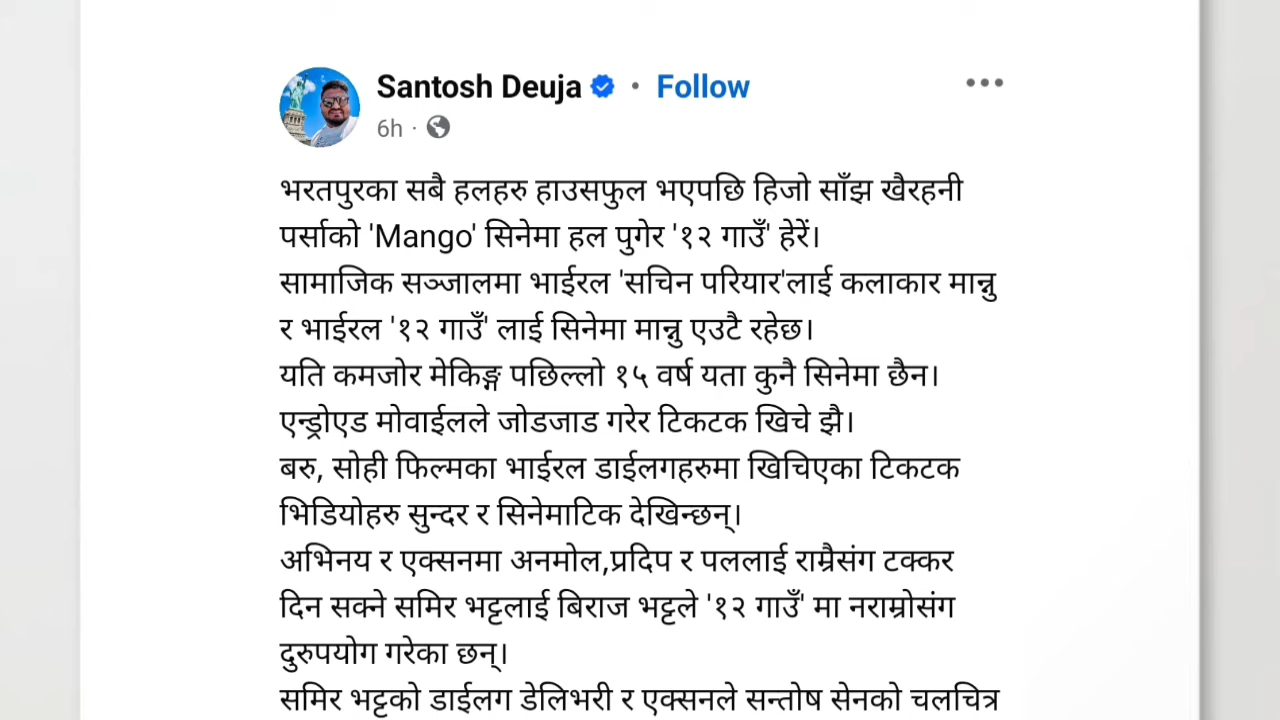 Santosh Deuja • Follow
6h ·
भरतपुरका सबै हलहरु हाउसफुल भएपछि हिजो साँझ खैरहनी
पर्साको 'Mango' सिनेमा हल पुगेर '१२ गाउँ' हेरें।
सामाजिक सञ्जालमा भाईरल 'सचिन परियार'लाई कलाकार मान्नु
र भाईरल '१२ गाउँ' लाई सिनेमा मान्नु एउटै रहेछ।
यति कमजोर मेकिङ्ग पछिल्लो १५ वर्ष यता कुनै सिनेमा छैन।
एन्ड्रोएड मोवाईलले जोडजाड गरेर टिकटक खिचे झै।
बरु, सोही फिल्मका भाईरल डाईलगहरुमा खिचिएका टिकटक
भिडियोहरु सुन्दर र सिनेमाटिक देखिन्छन्।
अभिनय र एक्सनमा अनमोल,प्रदिप र पललाई राम्रैसंग टक्कर
दिन सक्ने समिर भट्टलाई बिराज भट्टले '१२ गाउँ' मा नराम्रोसंग
दुरुपयोग गरेका छन्।
समिर भट्टको डाईलग डेलिभरी र एक्सनले सन्तोष सेनको चलचित्र